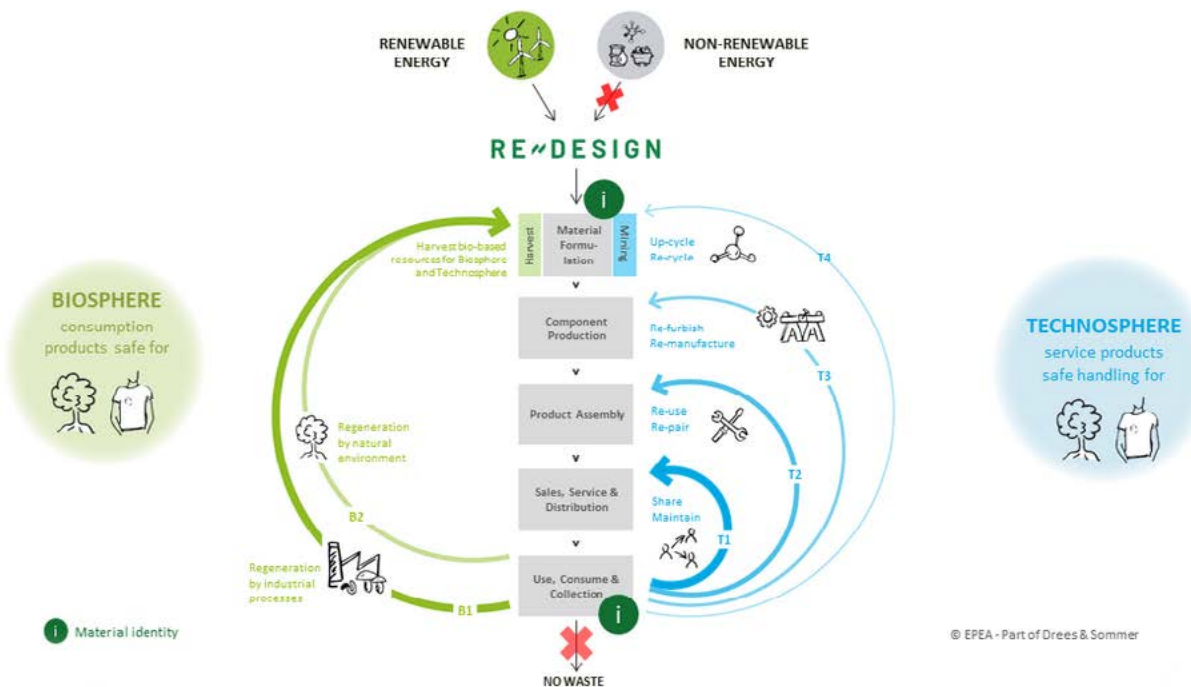 RENEWABLE
ENERGY
NON-RENEWABLE
ENERGY
RE//DESIGN
i
Harvest
Material
Formu-
lation
Mining
Harvest bio-based
resources for Biosphere
and Technosphere
Up-cycle
Re-cycle
T4
BIOSPHERE
consumption
products safe for
Component
Production
Re-furbish
Re-manufacture
T3
TECHNOSPHERE
service products
safe handling for
Product Assembly
Re-use
Re-pair
T2
Regeneration
by natural
environment
B2
Sales, Service &
Distribution
Share
Maintain
T1
Regeneration
by industrial
processes
B1
Use, Consume &
Collection
i
i Material identity
© EPEA - Part of Drees & Sommer
NO WASTE